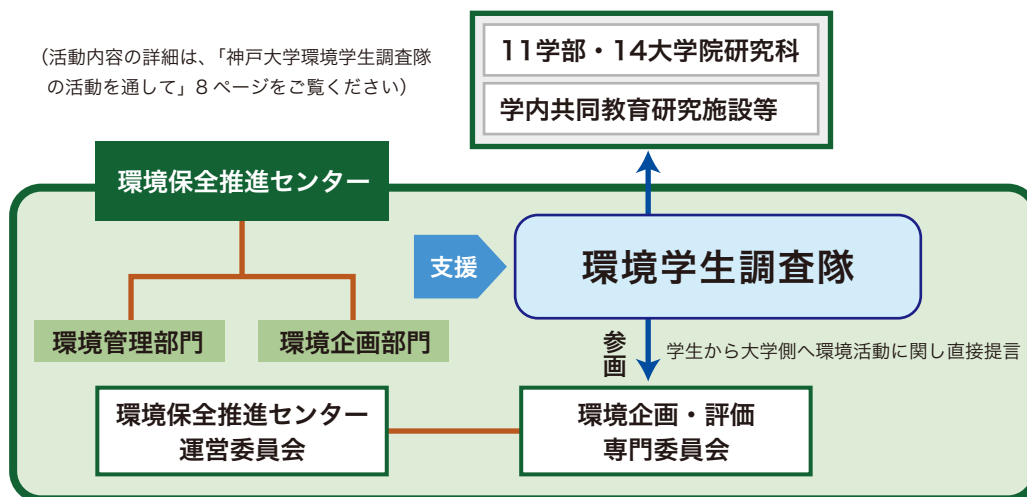 （活動内容の詳細は、「神戸大学環境学生調査隊
の活動を通して」8 ページをご覧ください）
11学部・14大学院研究科
学内共同教育研究施設等
環境保全推進センター
支援
環境学生調査隊
環境管理部門
環境企画部門
参画
学生から大学側へ環境活動に関し直接提言
環境保全推進センター
運営委員会
環境企画・評価
専門委員会